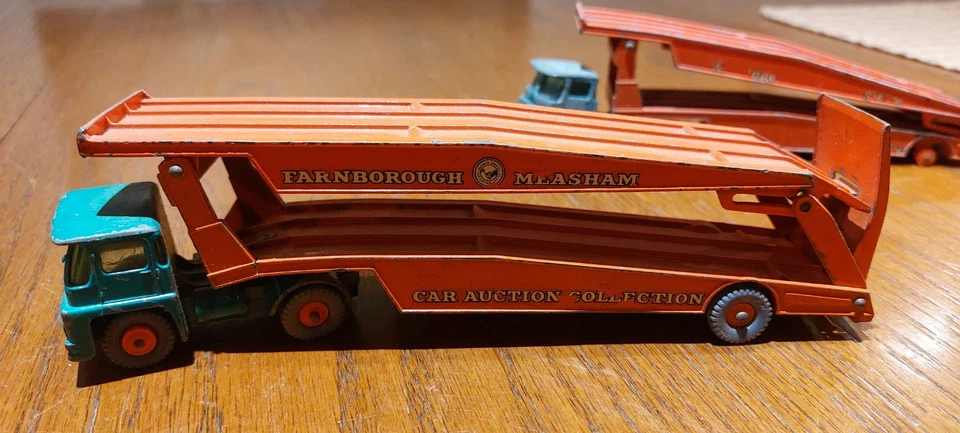 FARNBOROUGH MEASHAM
CAR AUCTION COLLECTION